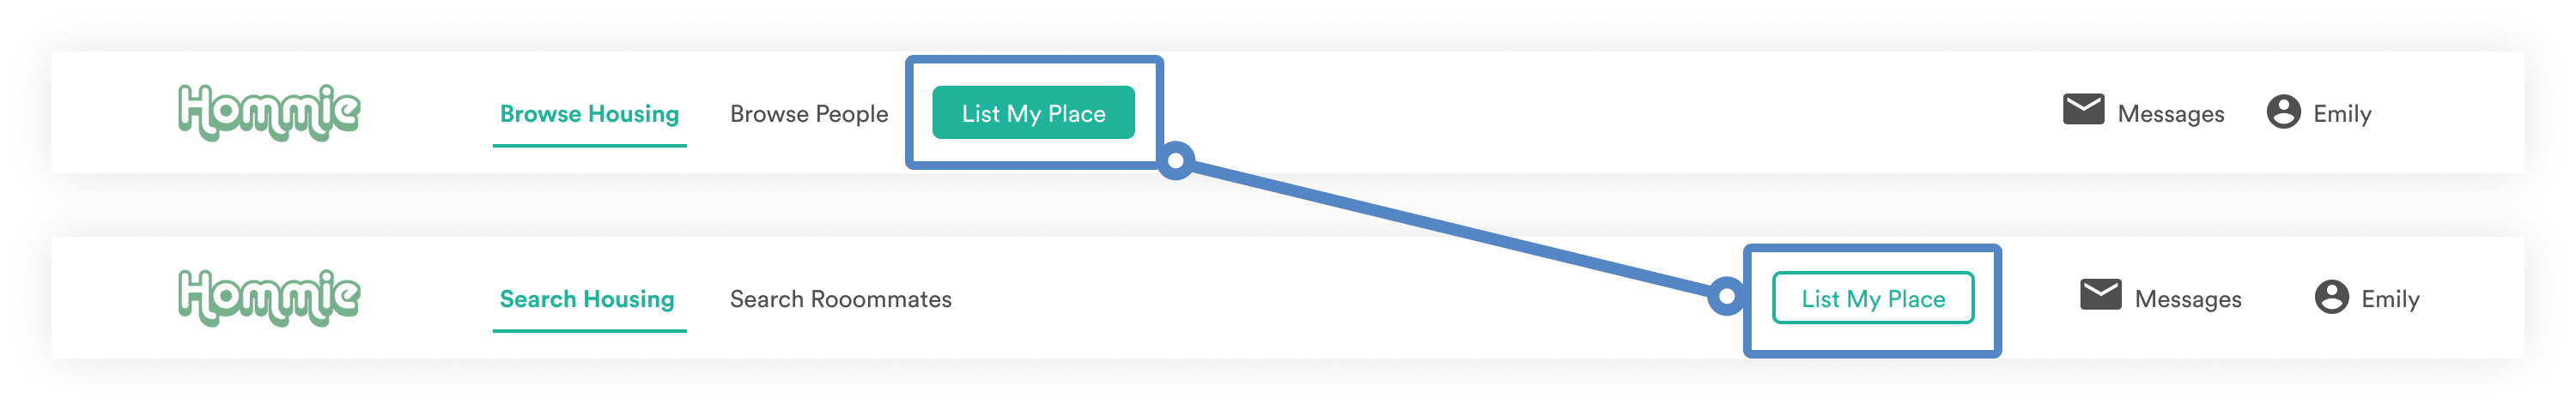 Hommie Browse Housing Browse People List My Place Messages Emily
Hommie Search Housing Search Rooommates List My Place Messages Emily